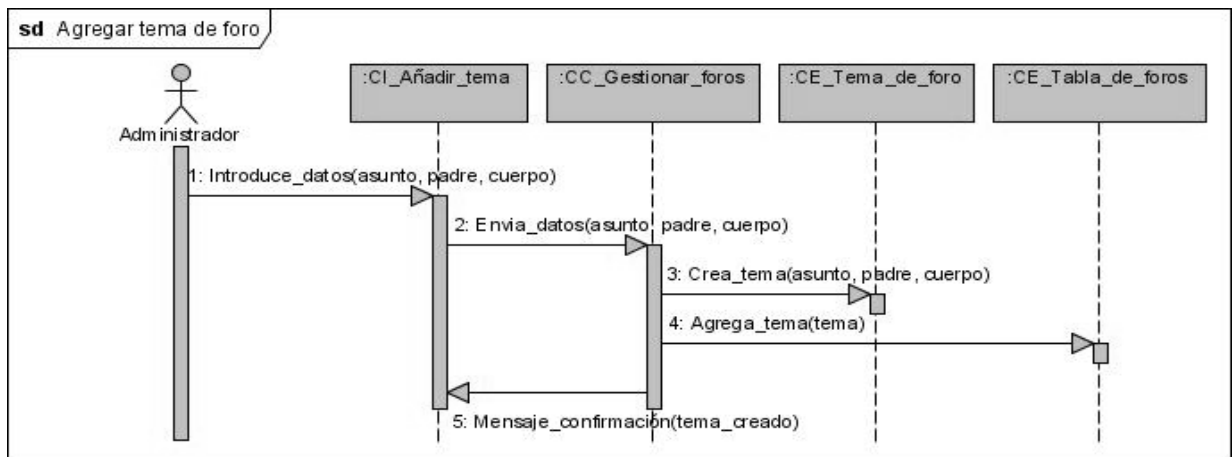 sd Agregar tema de foro
:CI_Añadir_tema
:CC_Gestionar_foros
:CE_Tema_de_foro
:CE_Tabla_de_foros
Administrador
1: Introduce_datos(asunto, padre, cuerpo)
2: Envia_datos(asunto, padre, cuerpo)
3: Crea_tema(asunto, padre, cuerpo)
4: Agrega_tema(tema)
5: Mensaje_confirmación(tema_creado)